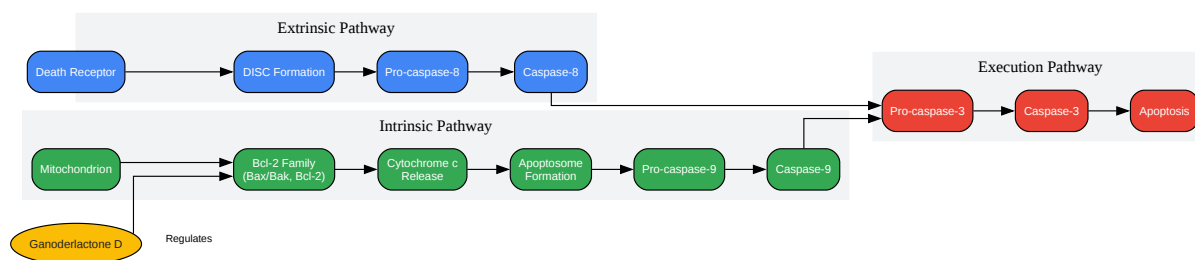 Extrinsic Pathway
Death Receptor
DISC Formation
Pro-caspase-8
Caspase-8
Execution Pathway
Pro-caspase-3
Caspase-3
Apoptosis
Intrinsic Pathway
Mitochondrion
Bcl-2 Family
(Bax/Bak, Bcl-2)
Cytochrome c
Release
Apoptosome
Formation
Pro-caspase-9
Caspase-9
Ganoderlactone D
Regulates